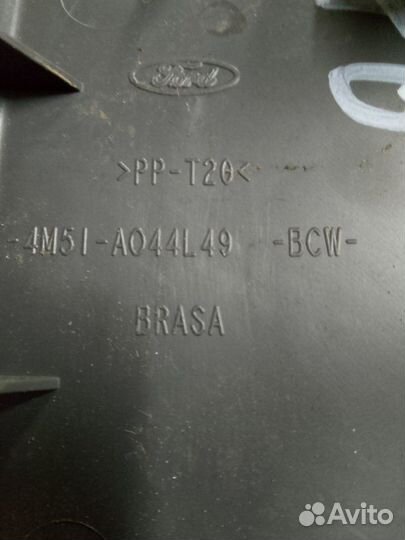 Ford
>PP-T20<
-4M51-A044L49 -BCW-
BRASA
Avito